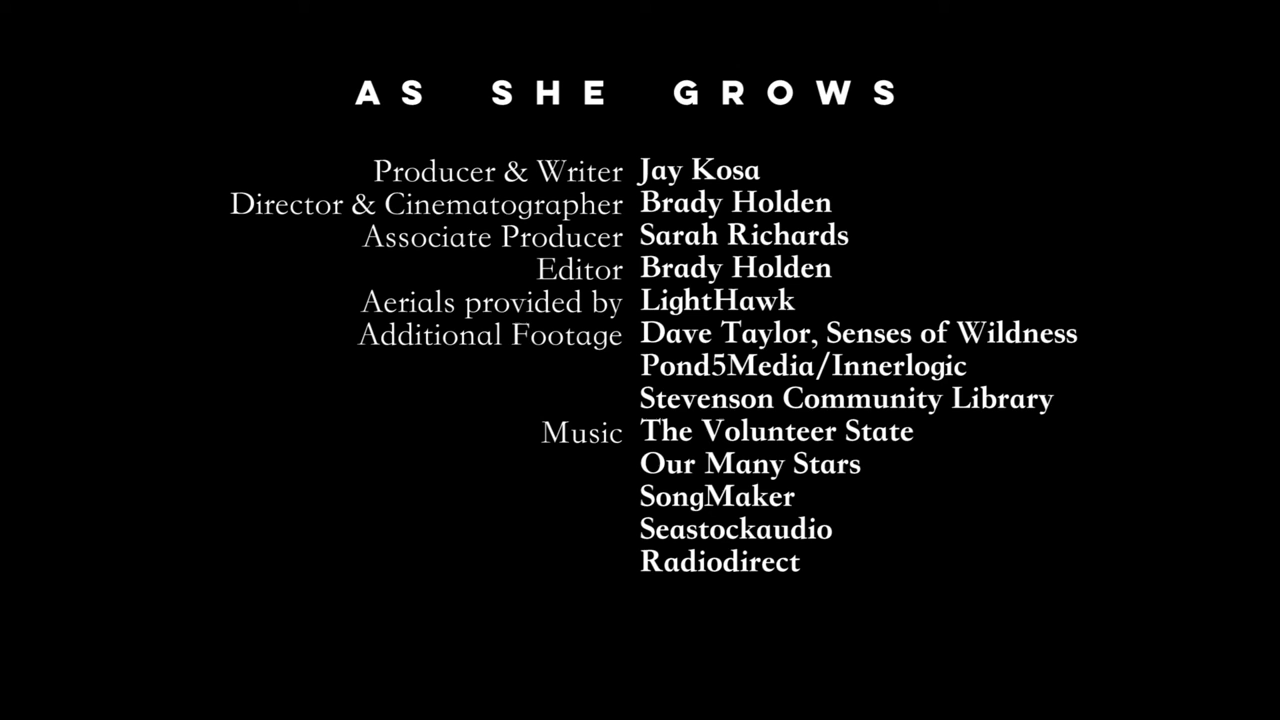 AS SHE GROWS
Producer & Writer Jay Kosa
Director & Cinematographer Brady Holden
Associate Producer Sarah Richards
Editor Brady Holden
Aerials provided by LightHawk
Additional Footage Dave Taylor, Senses of Wildness
Pond5Media/Innerlogic
Stevenson Community Library
Music The Volunteer State
Our Many Stars
SongMaker
Seastockaudio
Radiodirect